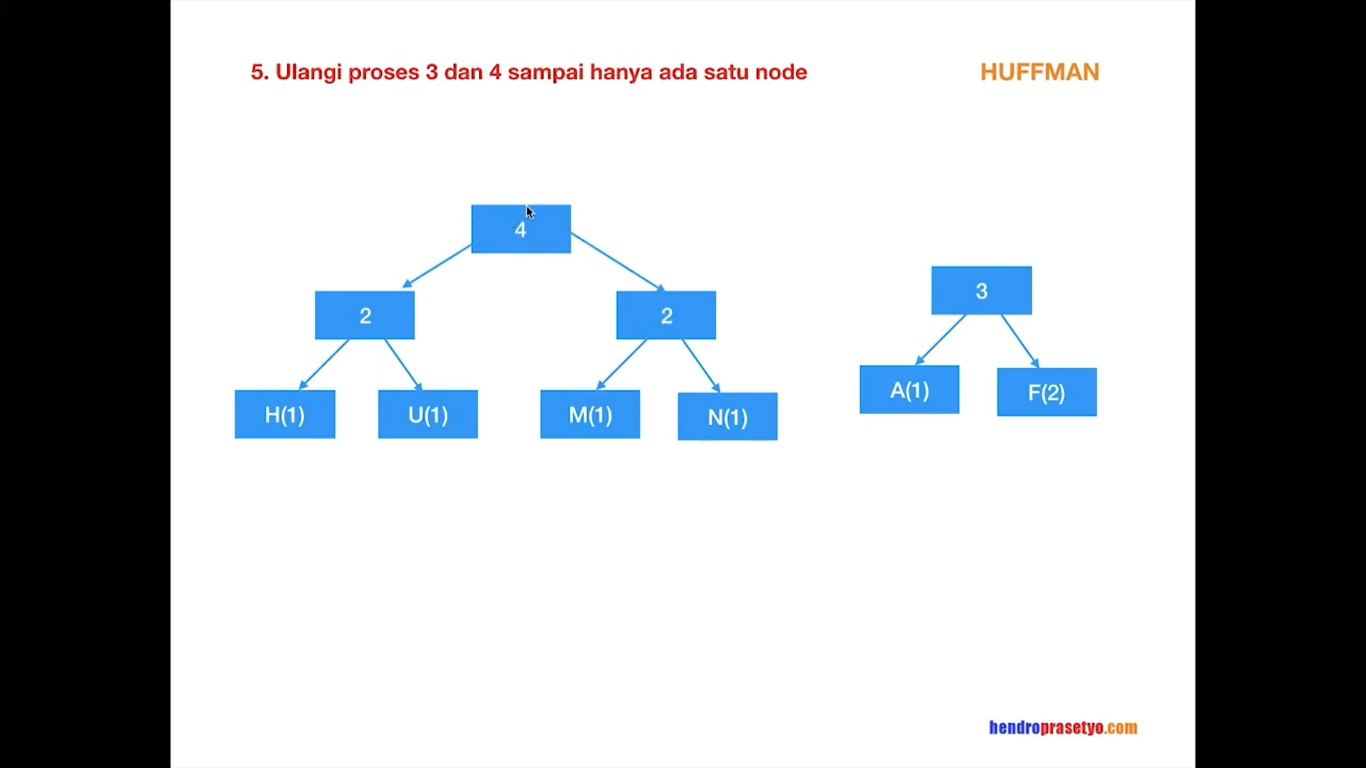 5. Ulangi proses 3 dan 4 sampai hanya ada satu node
HUFFMAN
4
2
2
3
H(1)
U(1)
M(1)
N(1)
A(1)
F(2)
hendroprasetyo.com